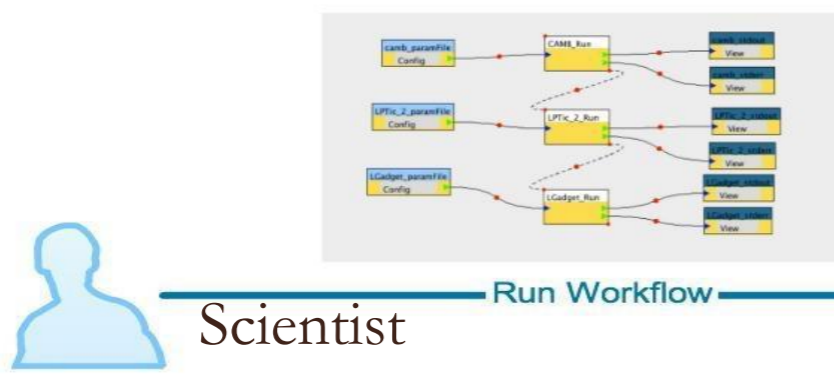 camb_paramFile
Config
CAMB_Run
camb_stdout
View
camb_stderr
View
LPTic_2_paramFile
Config
LPTic_2_Run
LPTic_2_stdout
View
LPTic_2_stderr
View
LGadget_paramFile
Config
LGadget_Run
LGadget_stdout
View
LGadget_stderr
View
Run Workflow
Scientist